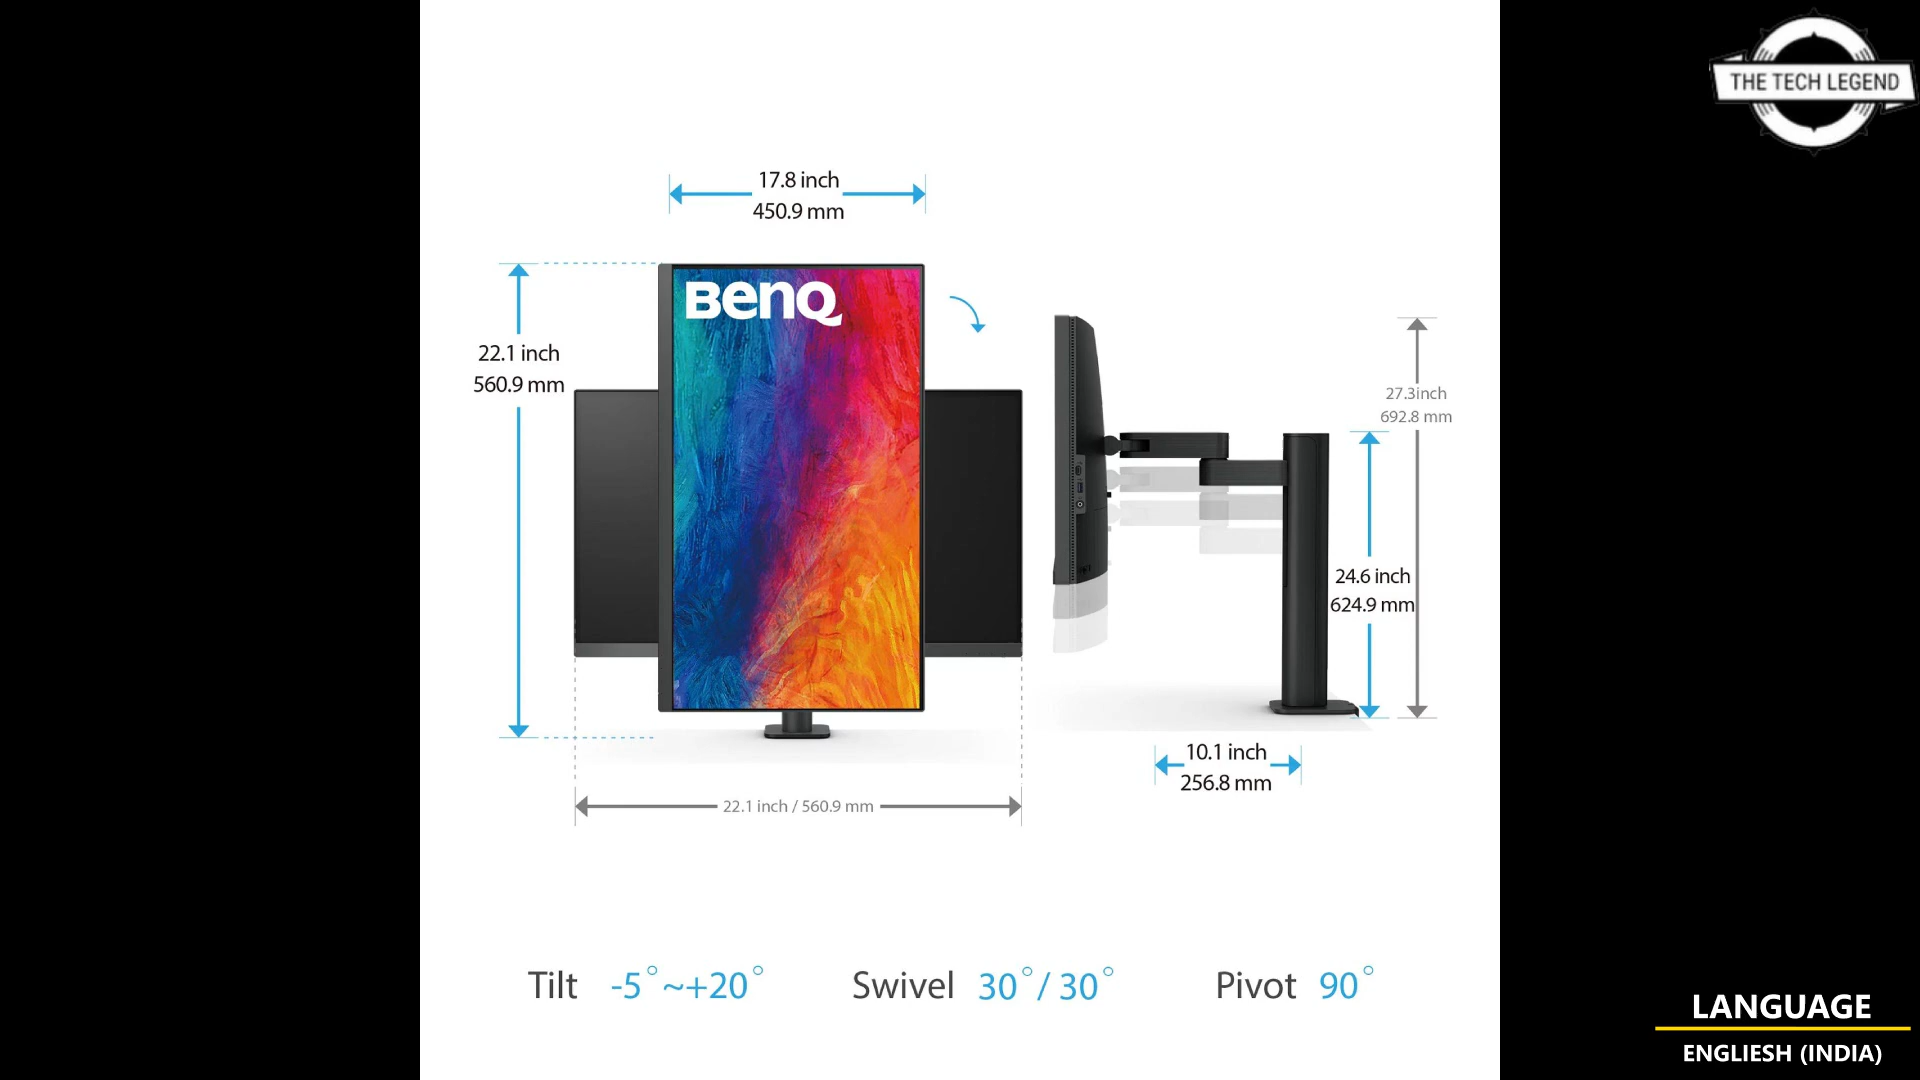 THE TECH LEGEND
17.8 inch
450.9 mm
BenQ
22.1 inch
560.9 mm
27.3inch
692.8 mm
24.6 inch
624.9 mm
10.1 inch
256.8 mm
22.1 inch / 560.9 mm
Tilt -5°~+20° Swivel 30°/ 30° Pivot 90°
LANGUAGE
ENGLIESH (INDIA)